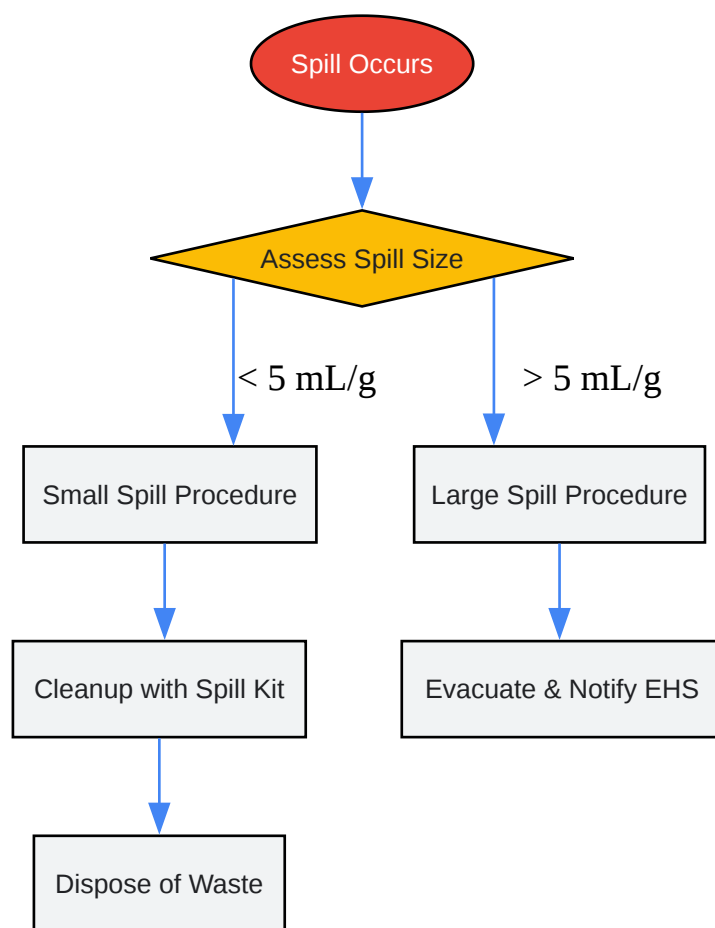 Spill Occurs
Assess Spill Size
< 5 mL/g
> 5 mL/g
Small Spill Procedure
Large Spill Procedure
Cleanup with Spill Kit
Evacuate & Notify EHS
Dispose of Waste